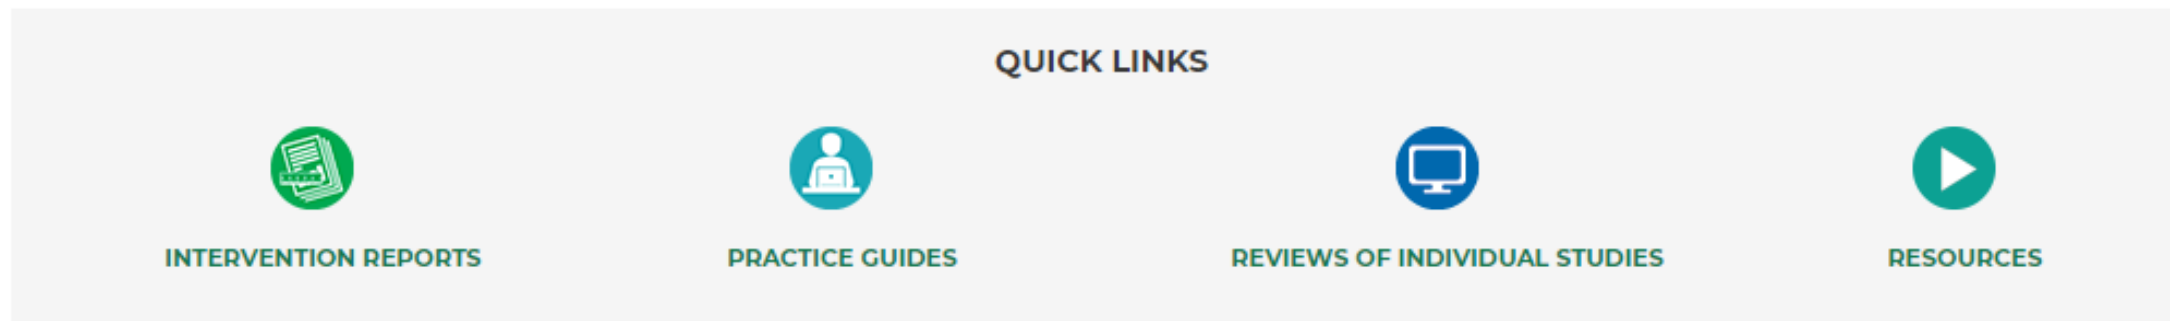 QUICK LINKS
INTERVENTION REPORTS
PRACTICE GUIDES
REVIEWS OF INDIVIDUAL STUDIES
RESOURCES